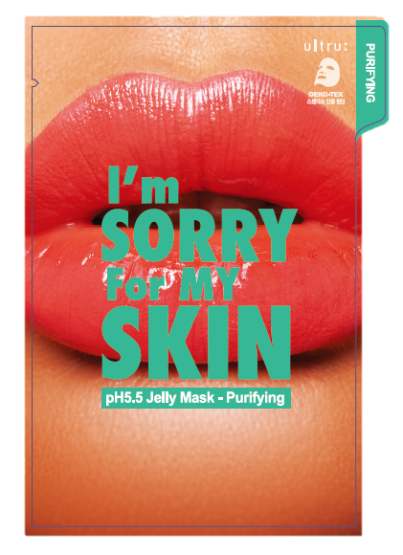 ultru:
PURIFYING
OEKO-TEX
I'm
SORRY
For MY
SKIN
pH5.5 Jelly Mask - Purifying